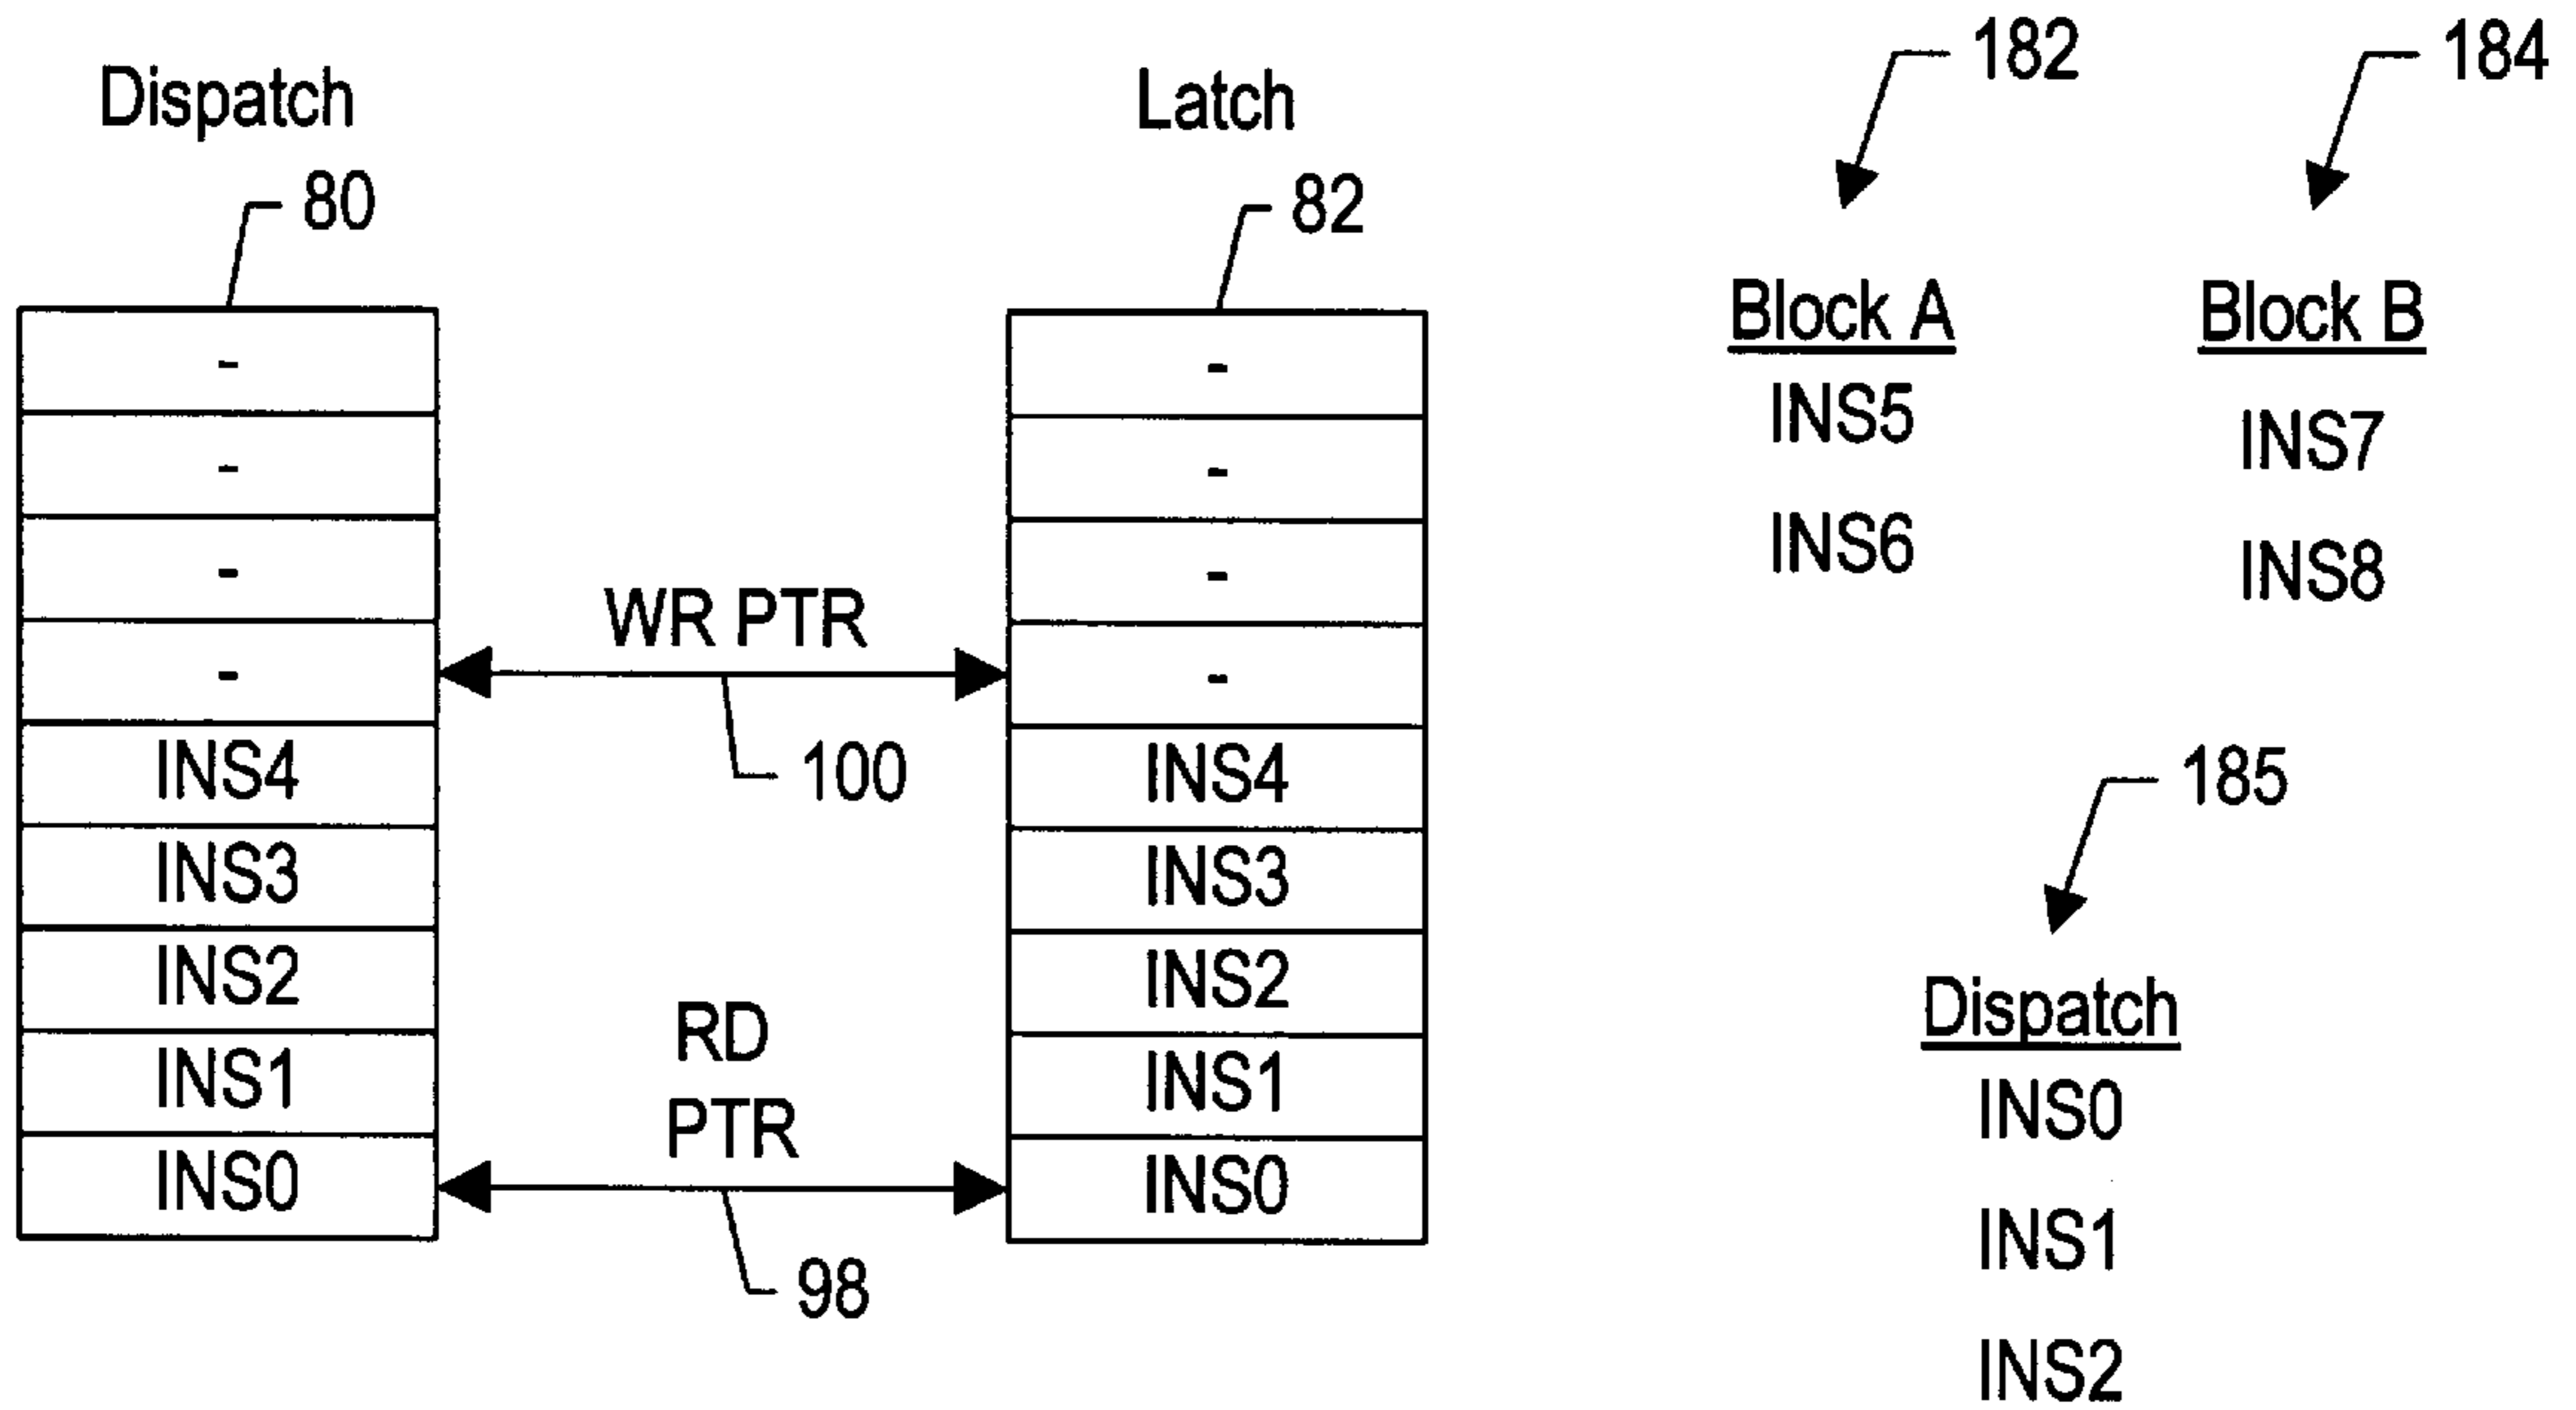 Dispatch
80
-
-
-
-
INS4
INS3
INS2
INS1
INS0
WR PTR
100
RD
PTR
98
Latch
82
-
-
-
-
INS4
INS3
INS2
INS1
INS0
182
Block A
INS5
INS6
184
Block B
INS7
INS8
185
Dispatch
INS0
INS1
INS2